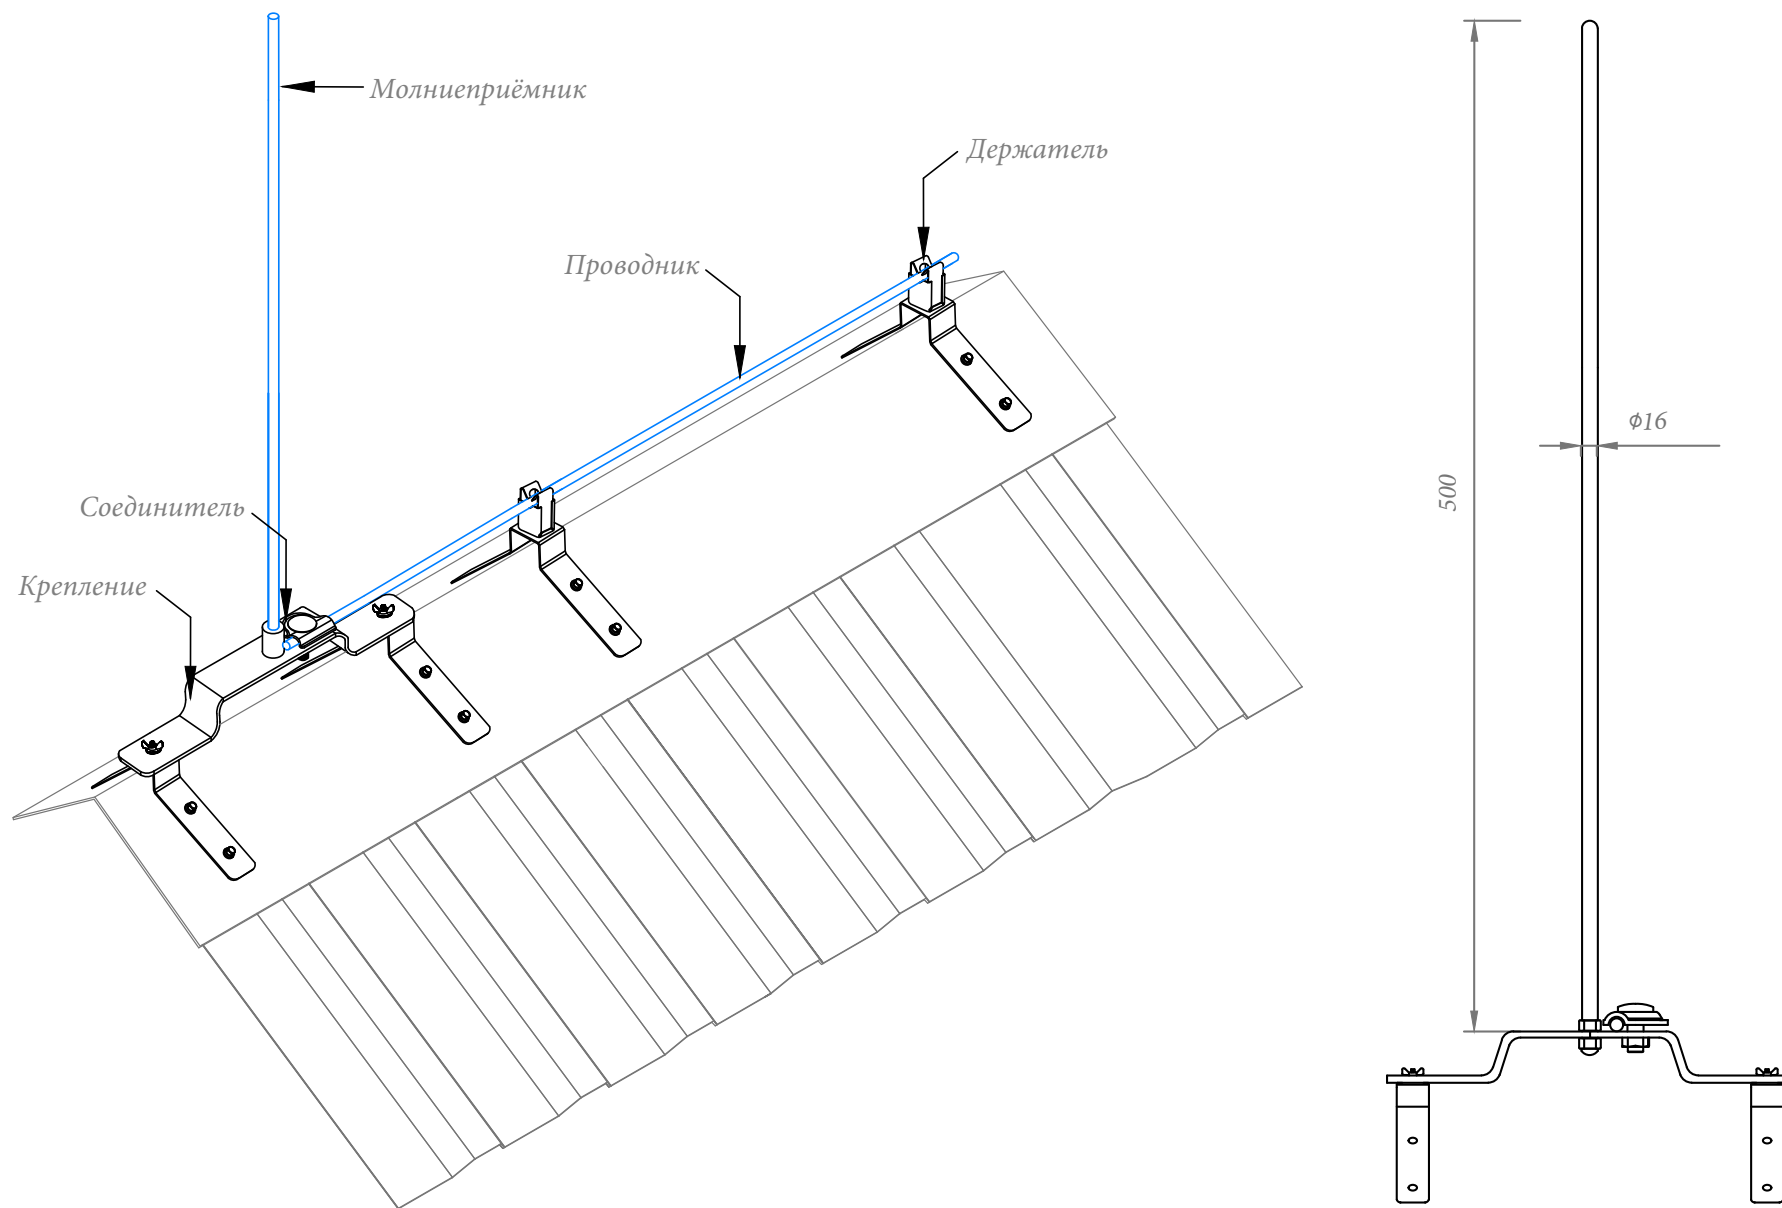 Молниеприёмник
Держатель
Проводник
Соединитель
Крепление
ϕ16
500